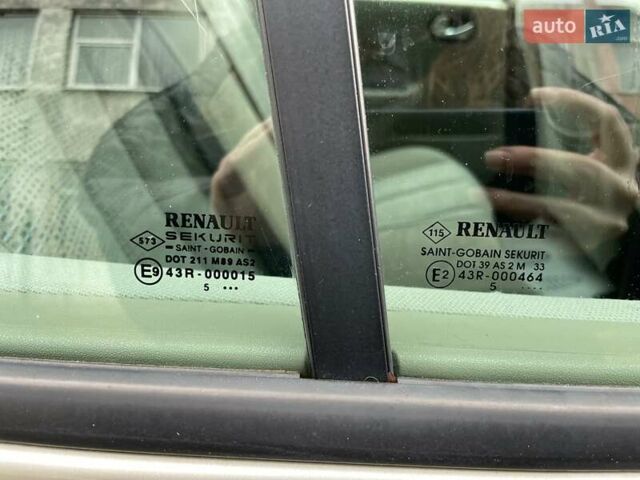 auto RIA
.com
RENAULT
573 SEKURIT
SAINT-GOBAIN
DOT 211 M89 AS2
E9 43R-000015
5 ...
115 RENAULT
SAINT-GOBAIN SEKURIT
DOT 39 AS 2 M 33
E2 43R-000464
5 ...